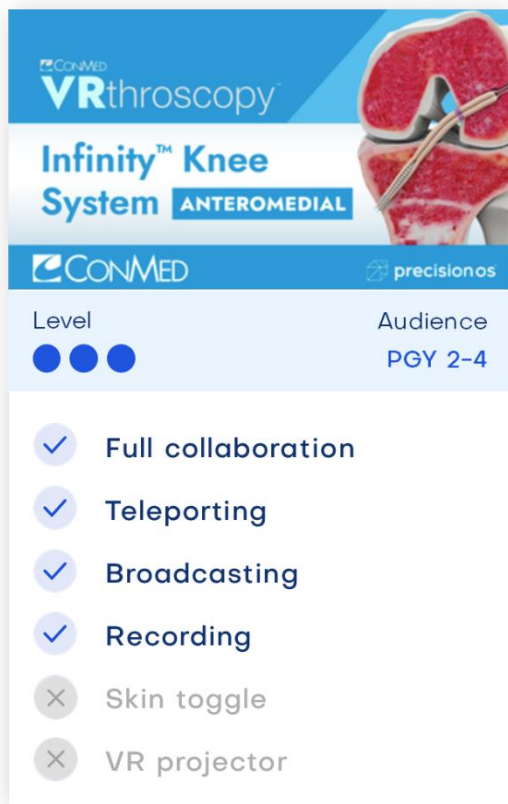 CONMED
VRthroscopy™
Infinity™ Knee
System ANTEROMEDIAL
CONMED precisionos
Level Audience
PGY 2-4
Full collaboration
Teleporting
Broadcasting
Recording
Skin toggle
VR projector